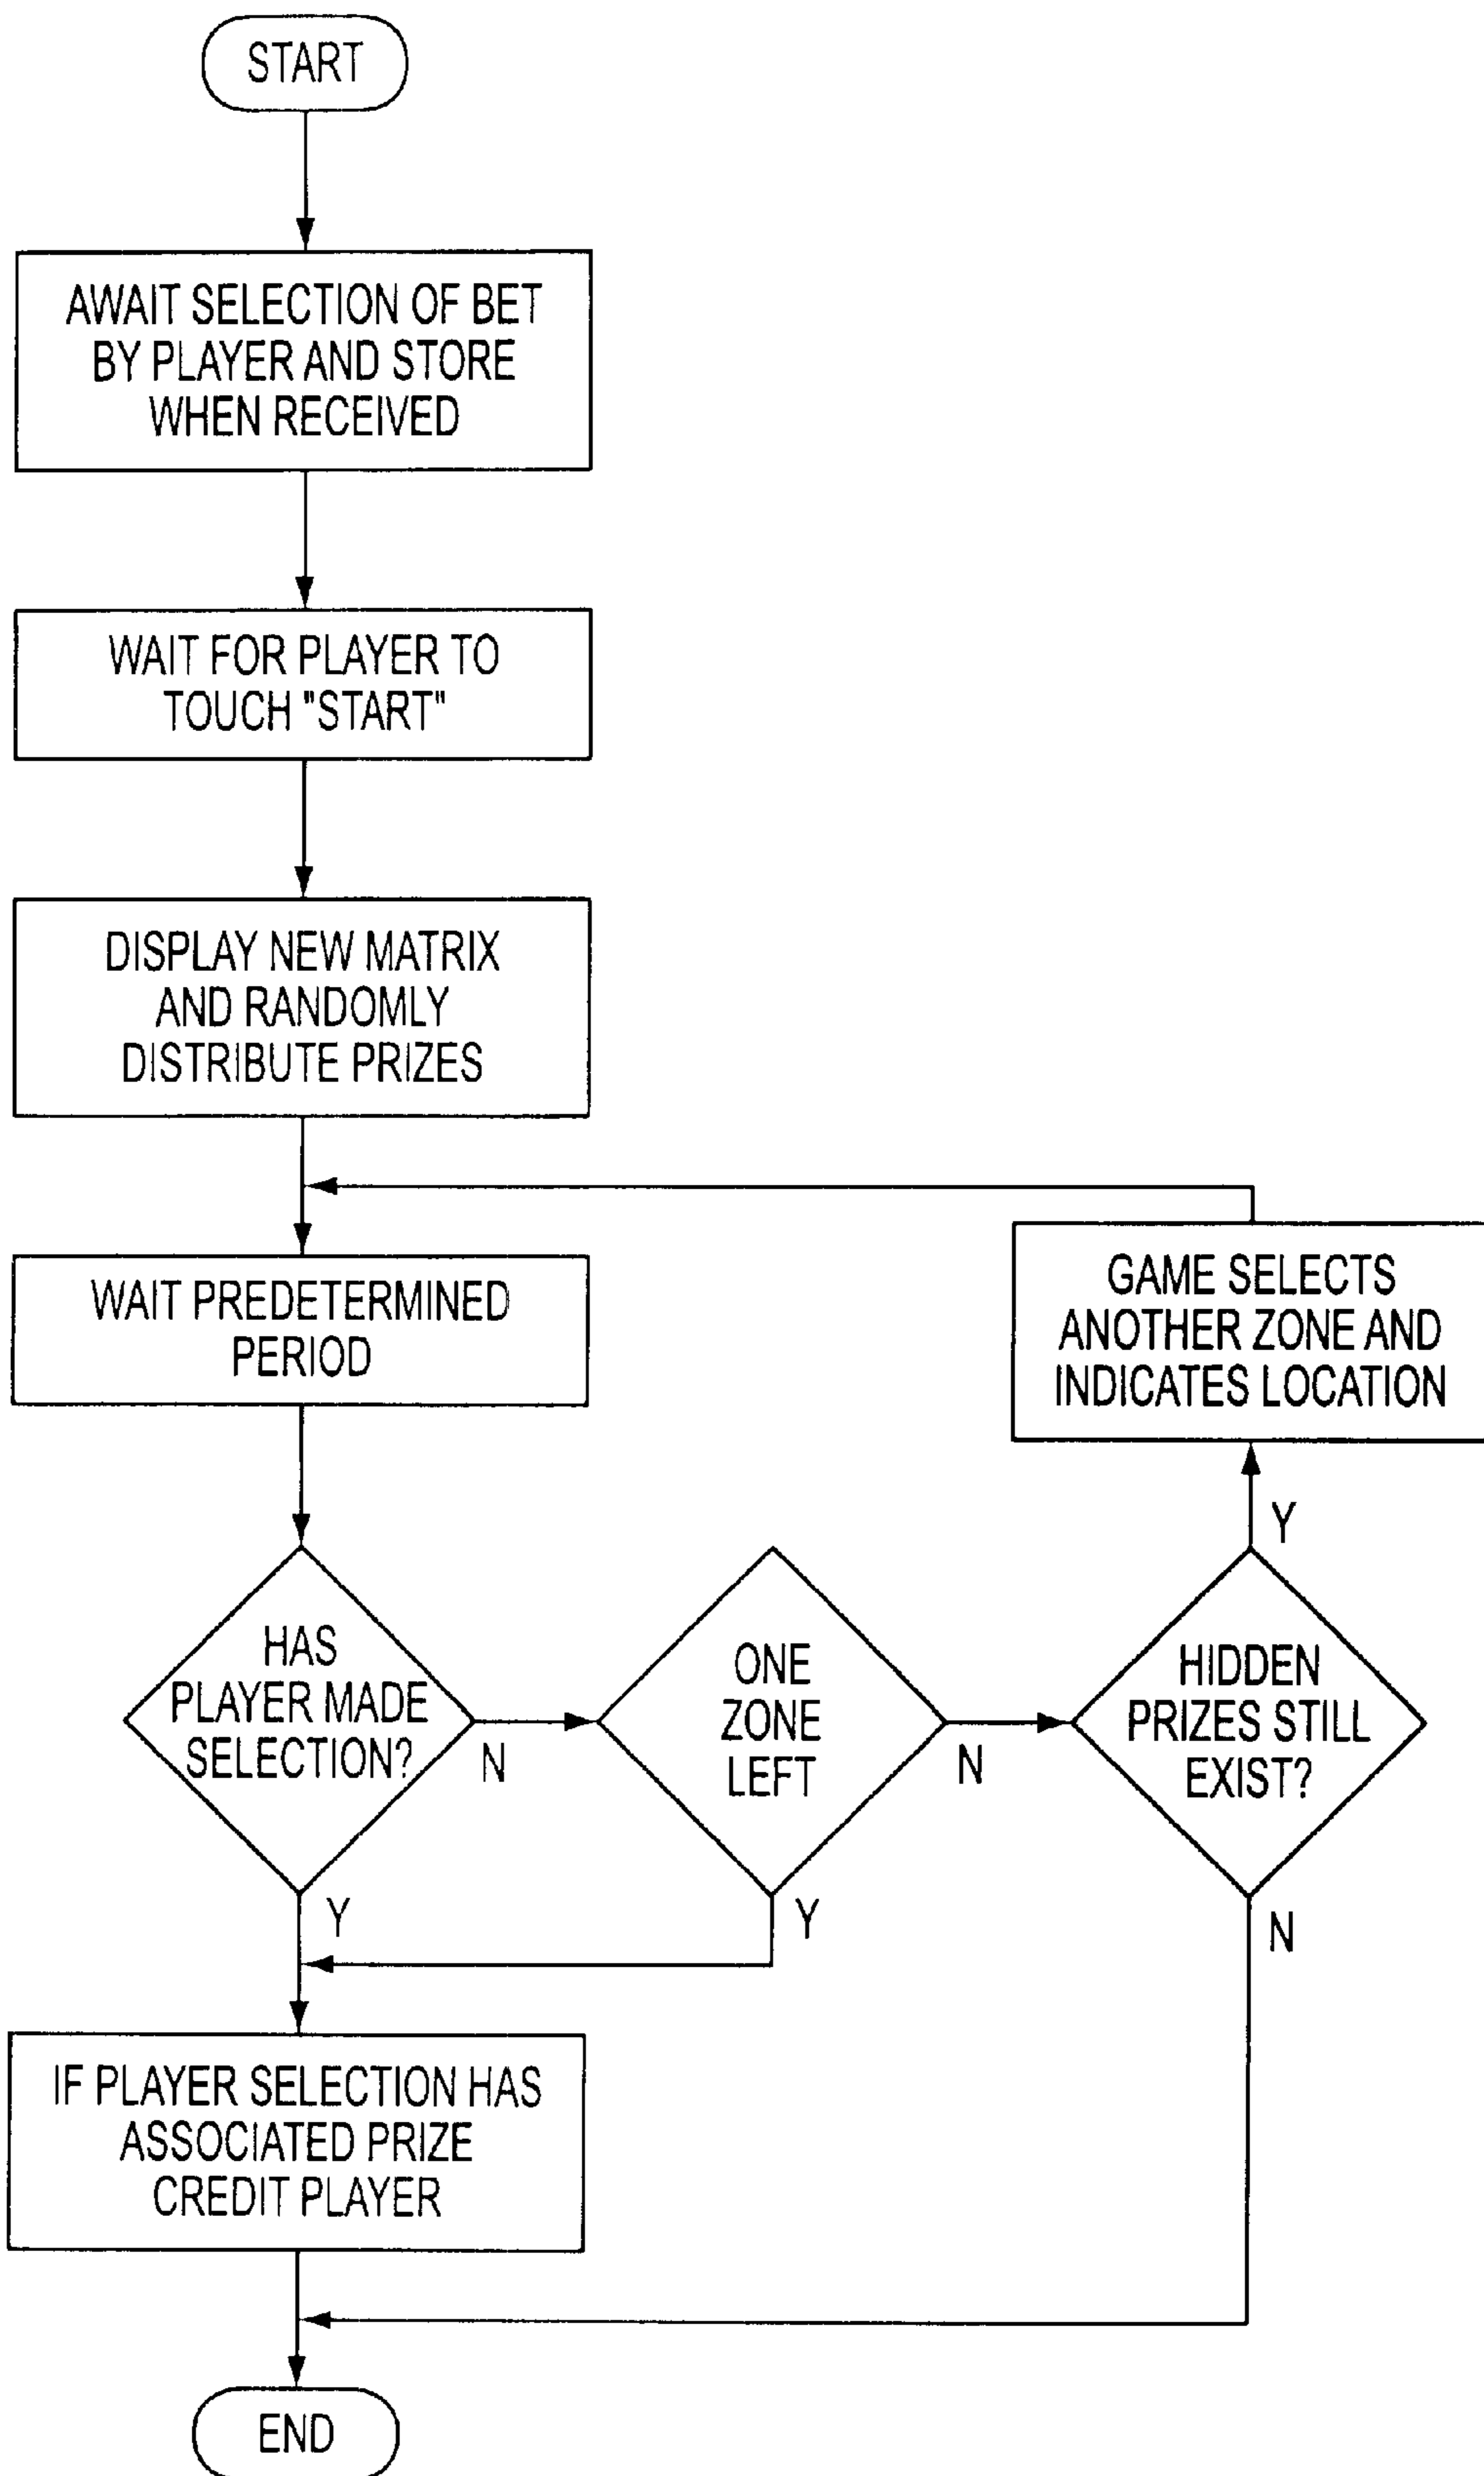 START
AWAIT SELECTION OF BET
BY PLAYER AND STORE
WHEN RECEIVED
WAIT FOR PLAYER TO
TOUCH "START"
DISPLAY NEW MATRIX
AND RANDOMLY
DISTRIBUTE PRIZES
WAIT PREDETERMINED
PERIOD
GAME SELECTS
ANOTHER ZONE AND
INDICATES LOCATION
Y
HAS
PLAYER MADE
SELECTION?
N
Y
ONE
ZONE
LEFT
N
Y
HIDDEN
PRIZES STILL
EXIST?
N
IF PLAYER SELECTION HAS
ASSOCIATED PRIZE
CREDIT PLAYER
END